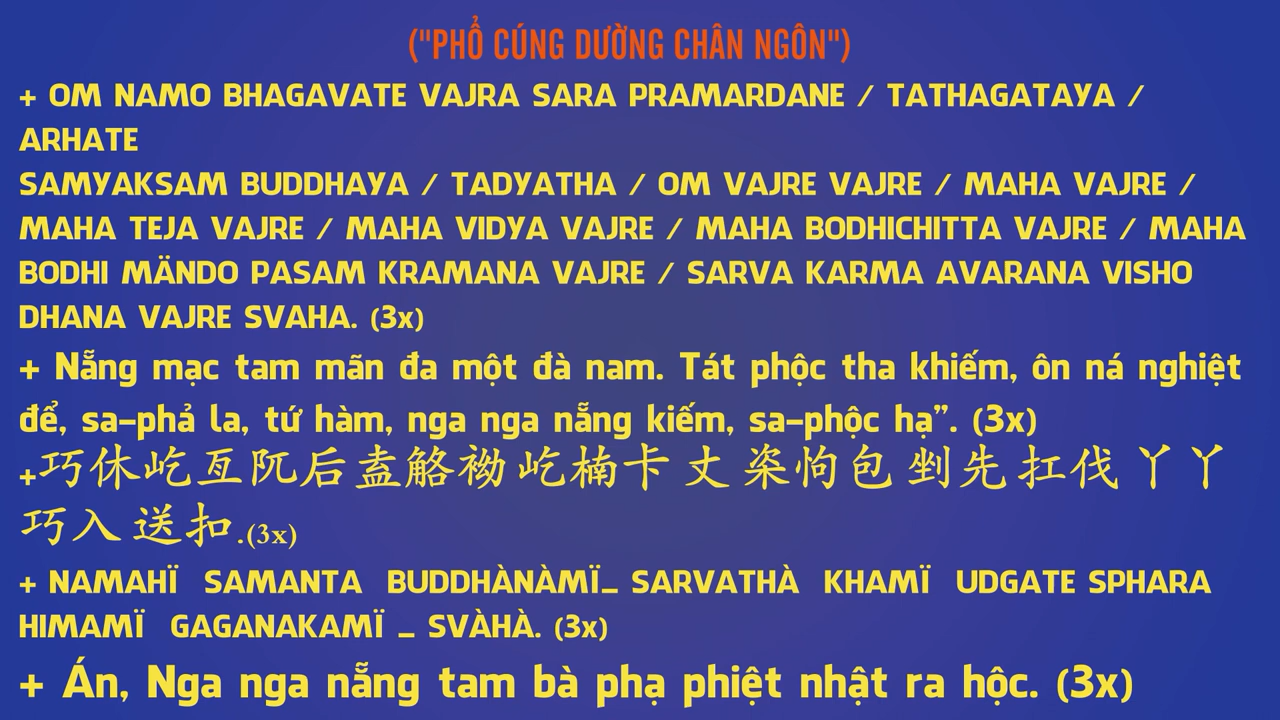 ("PHỔ CÚNG DƯỜNG CHÂN NGÔN")
+ OM NAMO BHAGAVATE VAJRA SARA PRAMARDANE / TATHAGATAYA /
ARHATE
SAMYAKSAM BUDDHAYA / TADYATHA / OM VAJRE VAJRE / MAHA VAJRE /
MAHA TEJA VAJRE / MAHA VIDYA VAJRE / MAHA BODHICHITTA VAJRE / MAHA
BODHI MÄNDO PASAM KRAMANA VAJRE / SARVA KARMA AVARANA VISHO
DHANA VAJRE SVAHA. (3x)
+ Nẵng mạc tam mãn đa một đà nam. Tát phộc tha khiếm, ôn ná nghiệt
để, sa-phả la, tứ hàm, nga nga nẵng kiếm, sa-phộc hạ”. (3x)
+巧休屹亙阢后盍觡袎屹楠卡丈栥怐包剉先扛伐丫丫
巧入送扣.(3x)
+ NAMAHÏ SAMANTA BUDDHÀNÀMÏ_ SARVATHÀ KHAMÏ UDGATE SPHARA
HIMAMÏ GAGANAKAMÏ _ SVÀHÀ. (3x)
+ Án, Nga nga nẵng tam bà phạ phiệt nhật ra hộc. (3x)